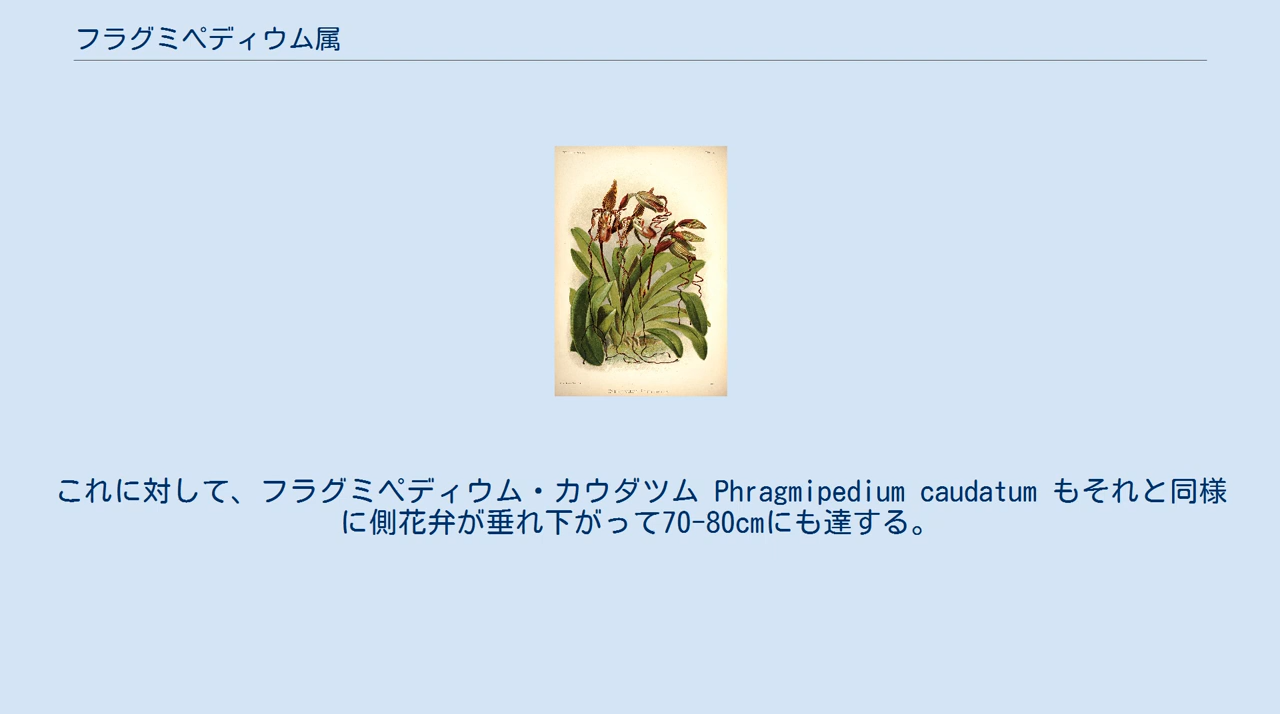 フラグミペディウム属
これに対して、フラグミペディウム・カウダツム Phragmipedium caudatum もそれと同様
に側花弁が垂れ下がって70-80cmにも達する。